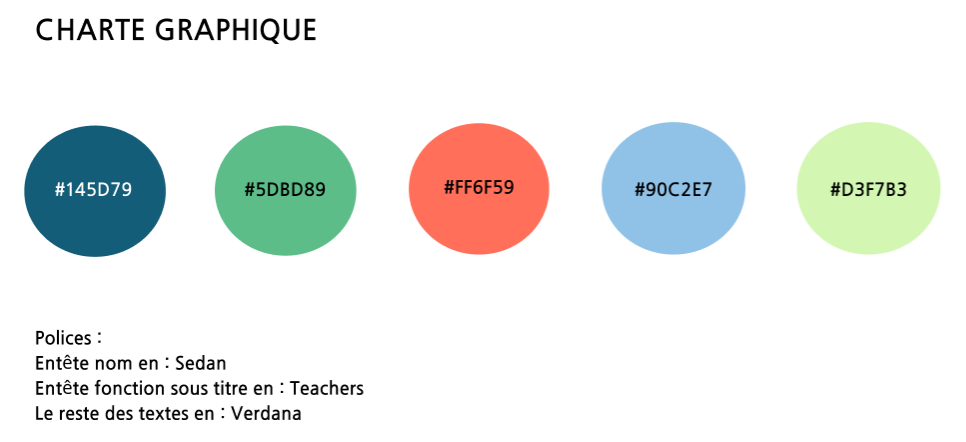 CHARTE GRAPHIQUE
#145D79
#5DBD89
#FF6F59
#90C2E7
#D3F7B3
Polices :
Entête nom en : Sedan
Entête fonction sous titre en : Teachers
Le reste des textes en : Verdana